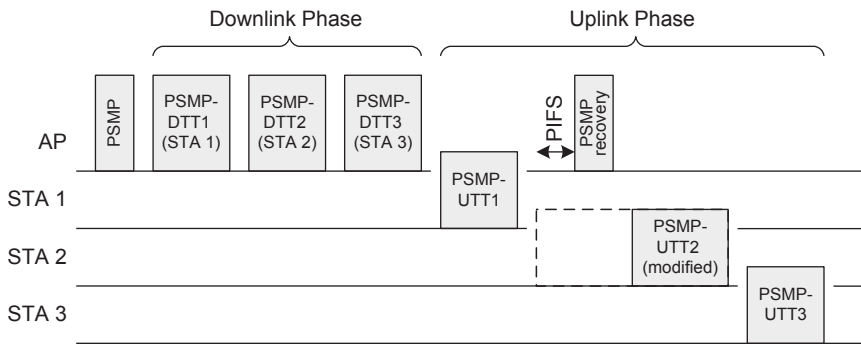 Downlink Phase
Uplink Phase
PSMP
PSMP-
DTT1
(STA 1)
PSMP-
DTT2
(STA 2)
PSMP-
DTT3
(STA 3)
PIFS
PSMP
recovery
AP
PSMP-
UTT1
STA 1
PSMP-
UTT2
(modified)
STA 2
PSMP-
UTT3
STA 3